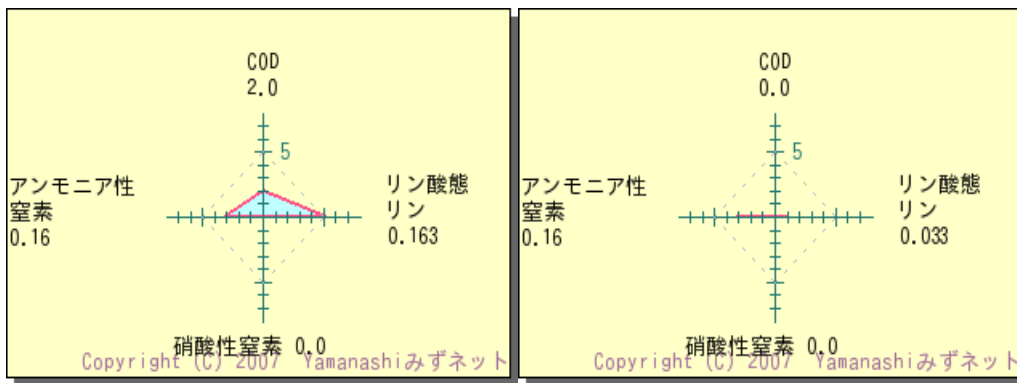 COD
2.0
5
アンモニア性
窒素
0.16
リン酸態
リン
0.163
硝酸性窒素 0.0
Copyright (C) 2007 Yamanashiみずネット
COD
0.0
5
アンモニア性
窒素
0.16
リン酸態
リン
0.033
硝酸性窒素 0.0
Copyright (C) 2007 Yamanashiみずネット